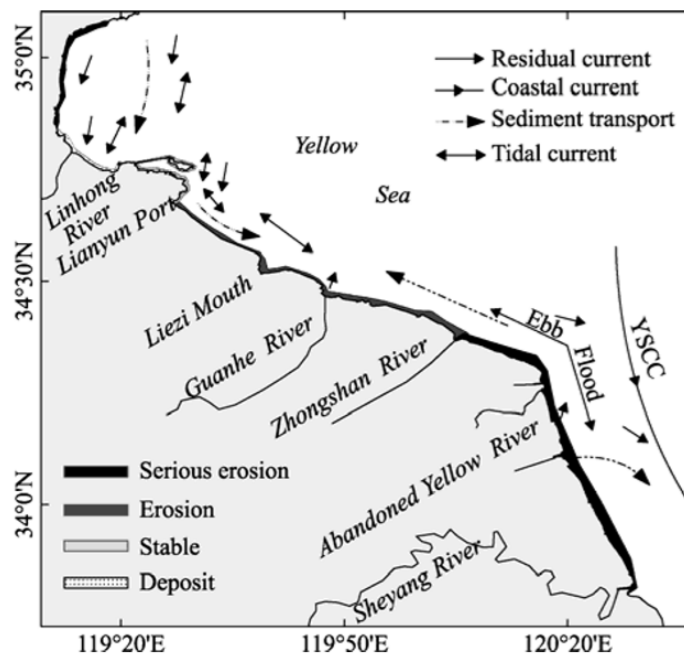 35°0'N
34°30'N
34°0'N
Residual current
Coastal current
Sediment transport
Tidal current
Yellow
Sea
Linhong
River
Lianyun Port
Liezi Mouth
Guanhe River
Zhongshan River
Abandoned Yellow River
Sheyang River
Ebb
Flood
YSCC
Serious erosion
Erosion
Stable
Deposit
119°20'E
119°50'E
120°20'E